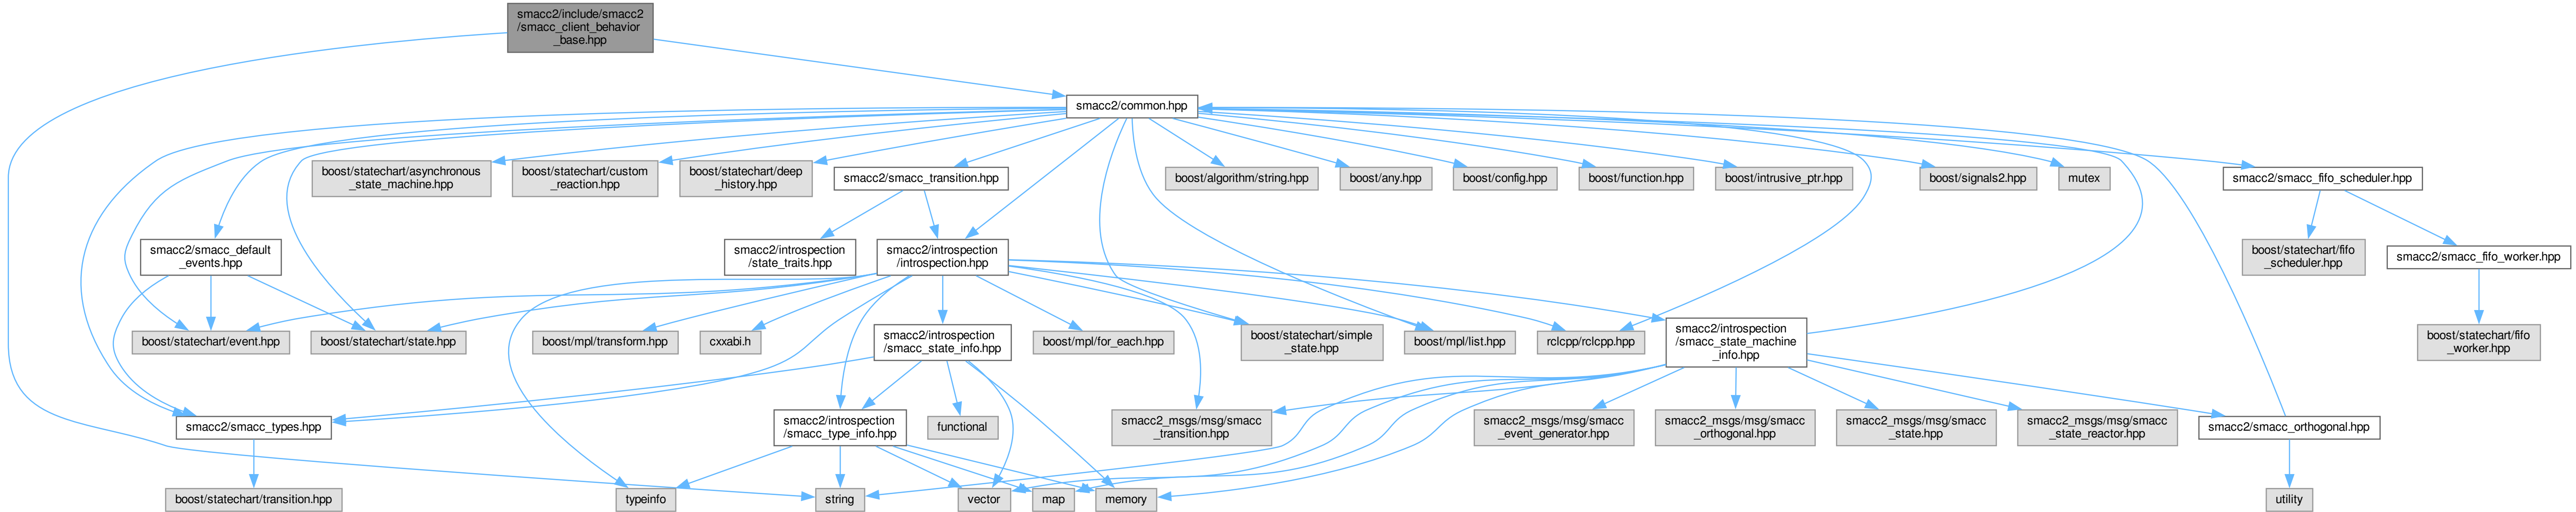 smacc2/include/smacc2
/smacc_client_behavior
_base.hpp
smacc2/common.hpp
boost/statechart/asynchronous
_state_machine.hpp
boost/statechart/custom
_reaction.hpp
boost/statechart/deep
_history.hpp
smacc2/smacc_transition.hpp
boost/algorithm/string.hpp
boost/any.hpp
boost/config.hpp
boost/function.hpp
boost/intrusive_ptr.hpp
boost/signals2.hpp
mutex
smacc2/smacc_fifo_scheduler.hpp
smacc2/smacc_default
_events.hpp
smacc2/introspection
/state_traits.hpp
smacc2/introspection
/introspection.hpp
boost/statechart/fifo
_scheduler.hpp
smacc2/smacc_fifo_worker.hpp
boost/statechart/event.hpp
boost/statechart/state.hpp
boost/mpl/transform.hpp
cxxabi.h
smacc2/introspection
/smacc_state_info.hpp
boost/mpl/for_each.hpp
boost/statechart/simple
_state.hpp
boost/mpl/list.hpp
rclcpp/rclcpp.hpp
smacc2/introspection
/smacc_state_machine
_info.hpp
boost/statechart/fifo
_worker.hpp
smacc2/smacc_types.hpp
smacc2/introspection
/smacc_type_info.hpp
functional
smacc2_msgs/msg/smacc
_transition.hpp
smacc2_msgs/msg/smacc
_event_generator.hpp
smacc2_msgs/msg/smacc
_orthogonal.hpp
smacc2_msgs/msg/smacc
_state.hpp
smacc2_msgs/msg/smacc
_state_reactor.hpp
smacc2/smacc_orthogonal.hpp
boost/statechart/transition.hpp
typeinfo
string
vector
map
memory
utility